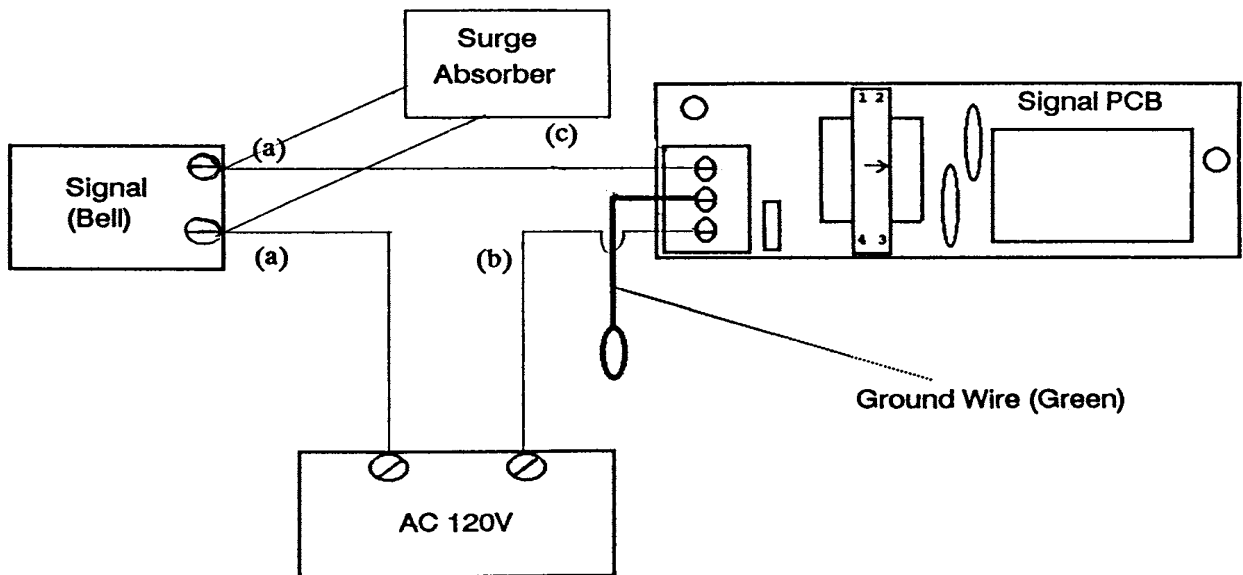 Surge
Absorber
Signal PCB
1 2
4 3
(c)
(a)
Signal
(Bell)
(a)
(b)
Ground Wire (Green)
AC 120V